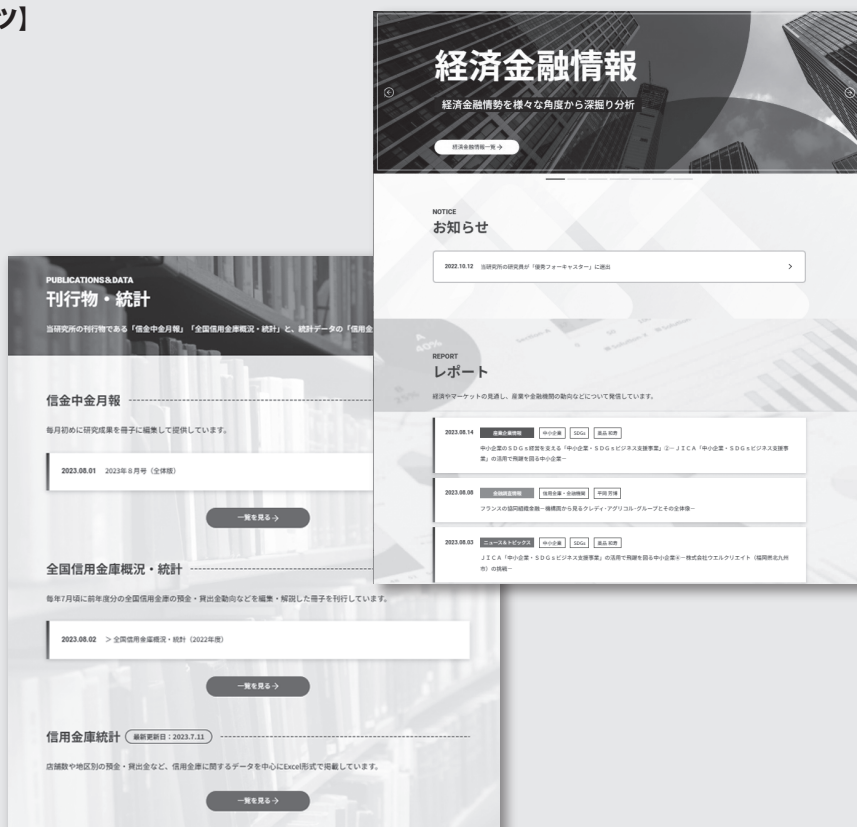 ツ】
経済金融情報
経済金融情勢を様々な角度から深掘り分析
経済金融情報一覧 →
NOTICE
お知らせ
2022.10.12 当研究所の研究員が「優秀フォーキャスター」に選出
REPORT
レポート
経済やマーケットの見通し、産業や金融機関の動向などについて発信しています。
2023.08.14 産業企業情報 中小企業 SDGs
中小企業のSDGs経営を支える「中小企業・SDGsビジネス支援事業」②－JICA「中小企業・SDGsビジネス支援事
業」の活用で飛躍を図る中小企業－
2023.08.08 金融調査情報 信用金庫・金融機関 平岡 芳博
フランスの協同組織金融－機構面から見るクレディ・アグリコル・グループとその全体像－
2023.08.03 ニュース&トピックス 中小企業 SDGs
JICA「中小企業・SDGsビジネス支援事業」の活用で飛躍を図る中小企業④－株式会社ウエルクリエイト（福岡県北九州
市）の挑戦－
PUBLICATIONS&DATA
刊行物・統計
当研究所の刊行物である「信金中金月報」「全国信用金庫概況・統計」と、統計データの「信用金
信金中金月報
毎月初めに研究成果を冊子に編集して提供しています。
2023.08.01 2023年8月号（全体版）
一覧を見る →
全国信用金庫概況・統計
毎年7月頃に前年度分の全国信用金庫の預金・貸出金動向などを編集・解説した冊子を刊行しています。
2023.08.02 ＞全国信用金庫概況・統計（2022年度）
一覧を見る →
信用金庫統計 最新更新日：2023.7.11
店舗数や地区別の預金・貸出金など、信用金庫に関するデータを中心にExcel形式で掲載しています。
一覧を見る →